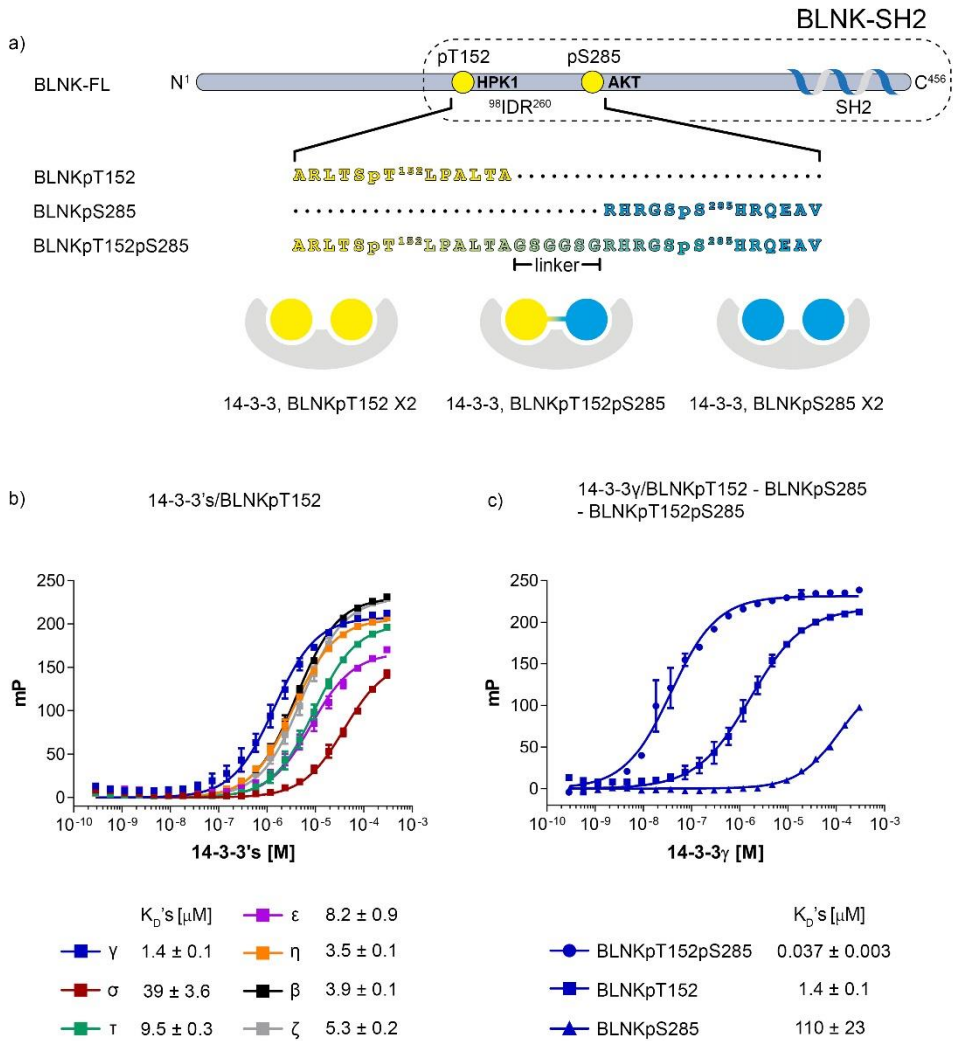 a)
BLNK-SH2
pT152
pS285
BLNK-FL
N¹
HPK1
AKT
C⁴⁵⁶
⁹⁸IDR²⁶⁰
SH2
BLNKpT152
ARLTSpT¹⁵²LPALTA
BLNKpS285
RHRGSpS²⁸⁵HRQEAV
BLNKpT152pS285
ARLTSpT¹⁵²LPALTAGSGGSGRHRGSpS²⁸⁵HRQEAV
linker
14-3-3, BLNKpT152 X2
14-3-3, BLNKpT152pS285
14-3-3, BLNKpS285 X2
b)
14-3-3's/BLNKpT152
250
200
150
100
50
0
mP
10⁻¹⁰ 10⁻⁹ 10⁻⁸ 10⁻⁷ 10⁻⁶ 10⁻⁵ 10⁻⁴ 10⁻³
14-3-3's [M]
K_D's [µM]
γ 1.4 ± 0.1
σ 39 ± 3.6
τ 9.5 ± 0.3
ε 8.2 ± 0.9
η 3.5 ± 0.1
β 3.9 ± 0.1
ζ 5.3 ± 0.2
c)
14-3-3γ/BLNKpT152 - BLNKpS285
- BLNKpT152pS285
250
200
150
100
50
0
mP
10⁻¹⁰ 10⁻⁹ 10⁻⁸ 10⁻⁷ 10⁻⁶ 10⁻⁵ 10⁻⁴ 10⁻³
14-3-3γ [M]
K_D's [µM]
BLNKpT152pS285 0.037 ± 0.003
BLNKpT152 1.4 ± 0.1
BLNKpS285 110 ± 23